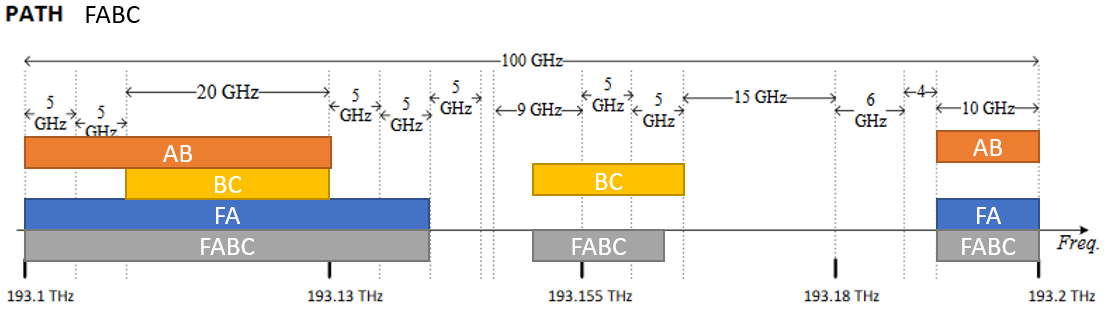 PATH FABC
100 GHz
5 GHz
5 GHz
20 GHz
5 GHz
5 GHz
5 GHz
9 GHz
5 GHz
5 GHz
15 GHz
6 GHz
4
10 GHz
AB
AB
BC
BC
FA
FA
FABC
FABC
FABC
Freq.
193.1 THz
193.13 THz
193.155 THz
193.18 THz
193.2 THz